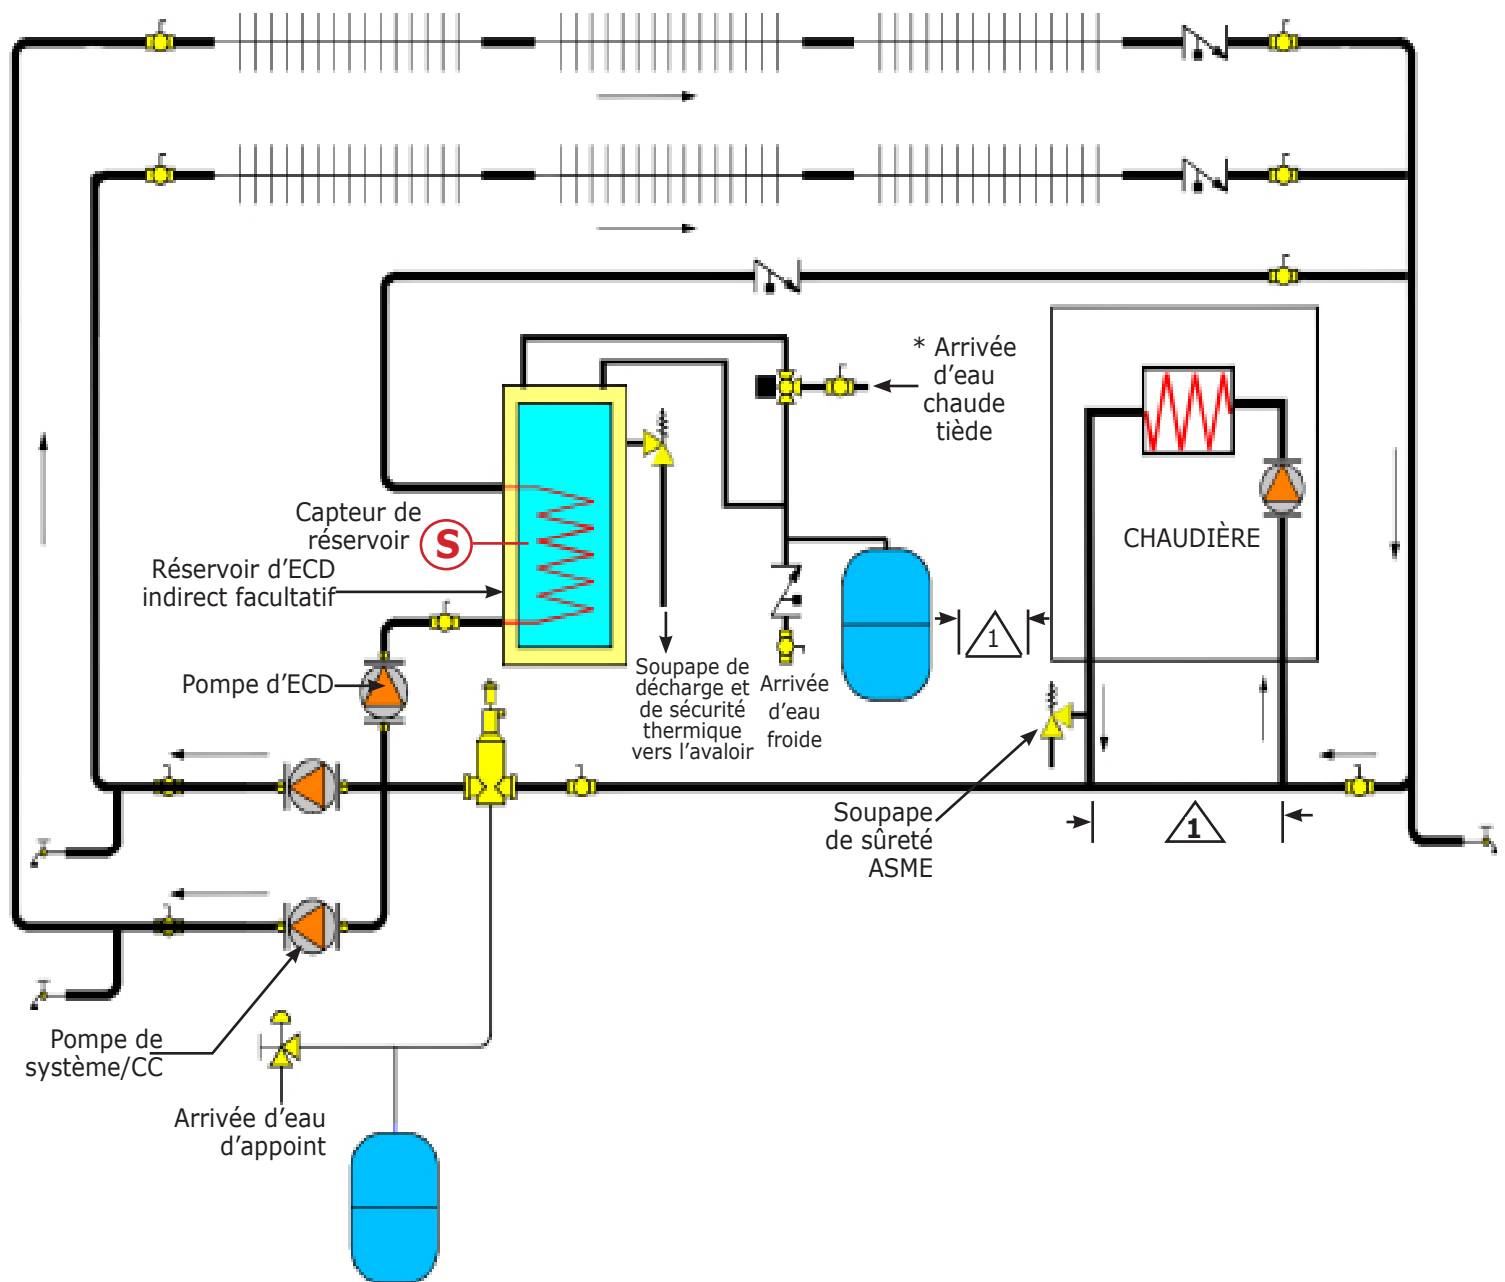 * Arrivée
d'eau
chaude
tiède
Capteur de
réservoir
S
CHAUDIÈRE
Réservoir d'ECD
indirect facultatif
1
Pompe d'ECD
Soupape de
décharge et
de sécurité
thermique
vers l'avaloir
Arrivée
d'eau
froide
Soupape
de sûreté
ASME
1
Pompe de
système/CC
Arrivée d'eau
d'appoint